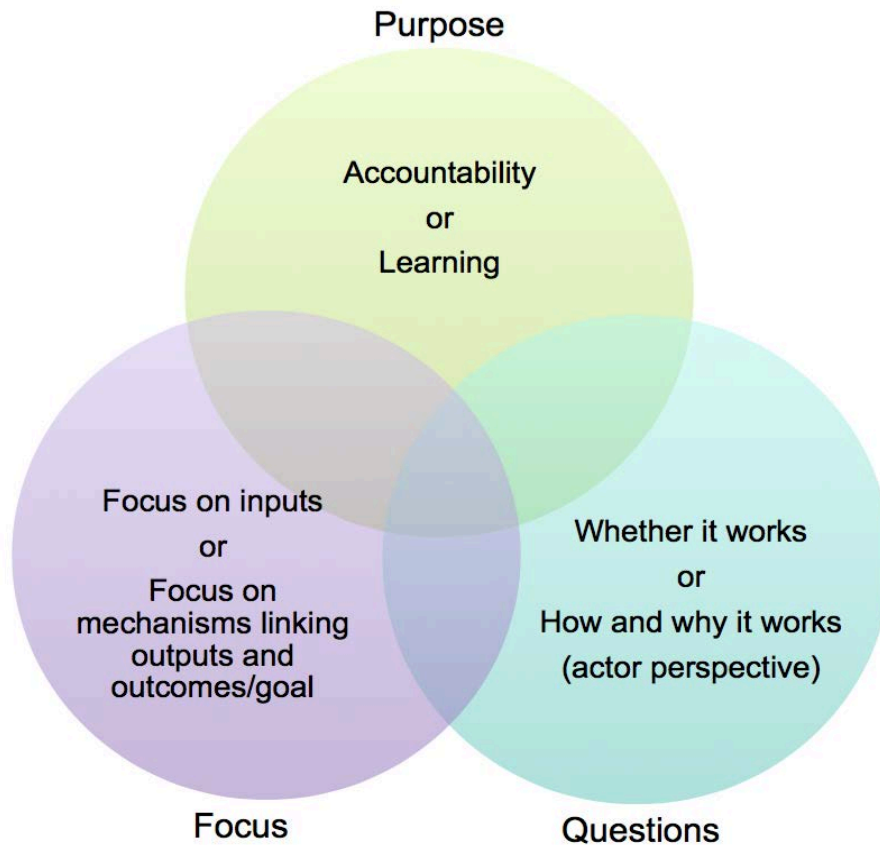 Purpose
Accountability
or
Learning
Focus on inputs
or
Focus on
mechanisms linking
outputs and
outcomes/goal
Whether it works
or
How and why it works
(actor perspective)
Focus
Questions